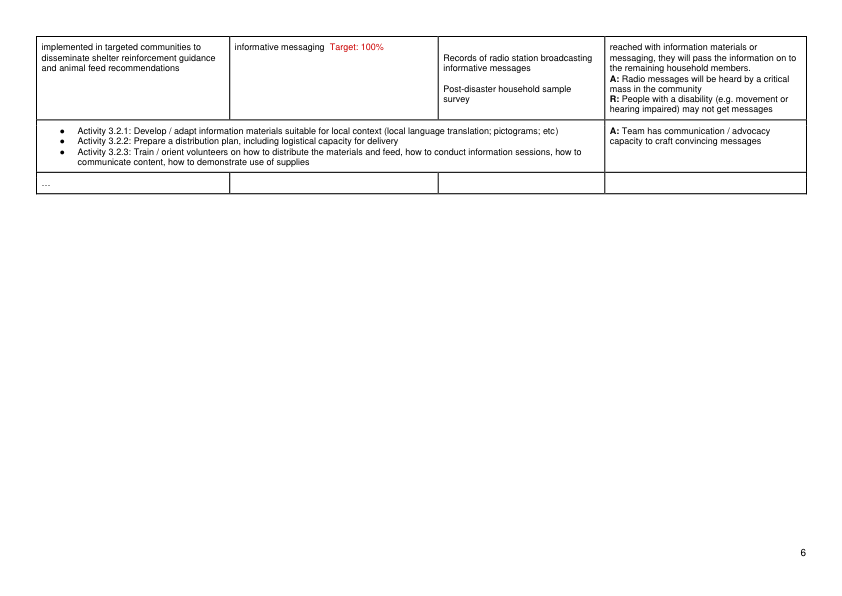 implemented in targeted communities to
disseminate shelter reinforcement guidance
and animal feed recommendations
informative messaging  Target: 100%
Records of radio station broadcasting
informative messages
Post-disaster household sample
survey
reached with information materials or
messaging, they will pass the information on to
the remaining household members.
A: Radio messages will be heard by a critical
mass in the community
R: People with a disability (e.g. movement or
hearing impaired) may not get messages
● Activity 3.2.1: Develop / adapt information materials suitable for local context (local language translation; pictograms; etc)
● Activity 3.2.2: Prepare a distribution plan, including logistical capacity for delivery
● Activity 3.2.3: Train / orient volunteers on how to distribute the materials and feed, how to conduct information sessions, how to
communicate content, how to demonstrate use of supplies
A: Team has communication / advocacy
capacity to craft convincing messages
…
6